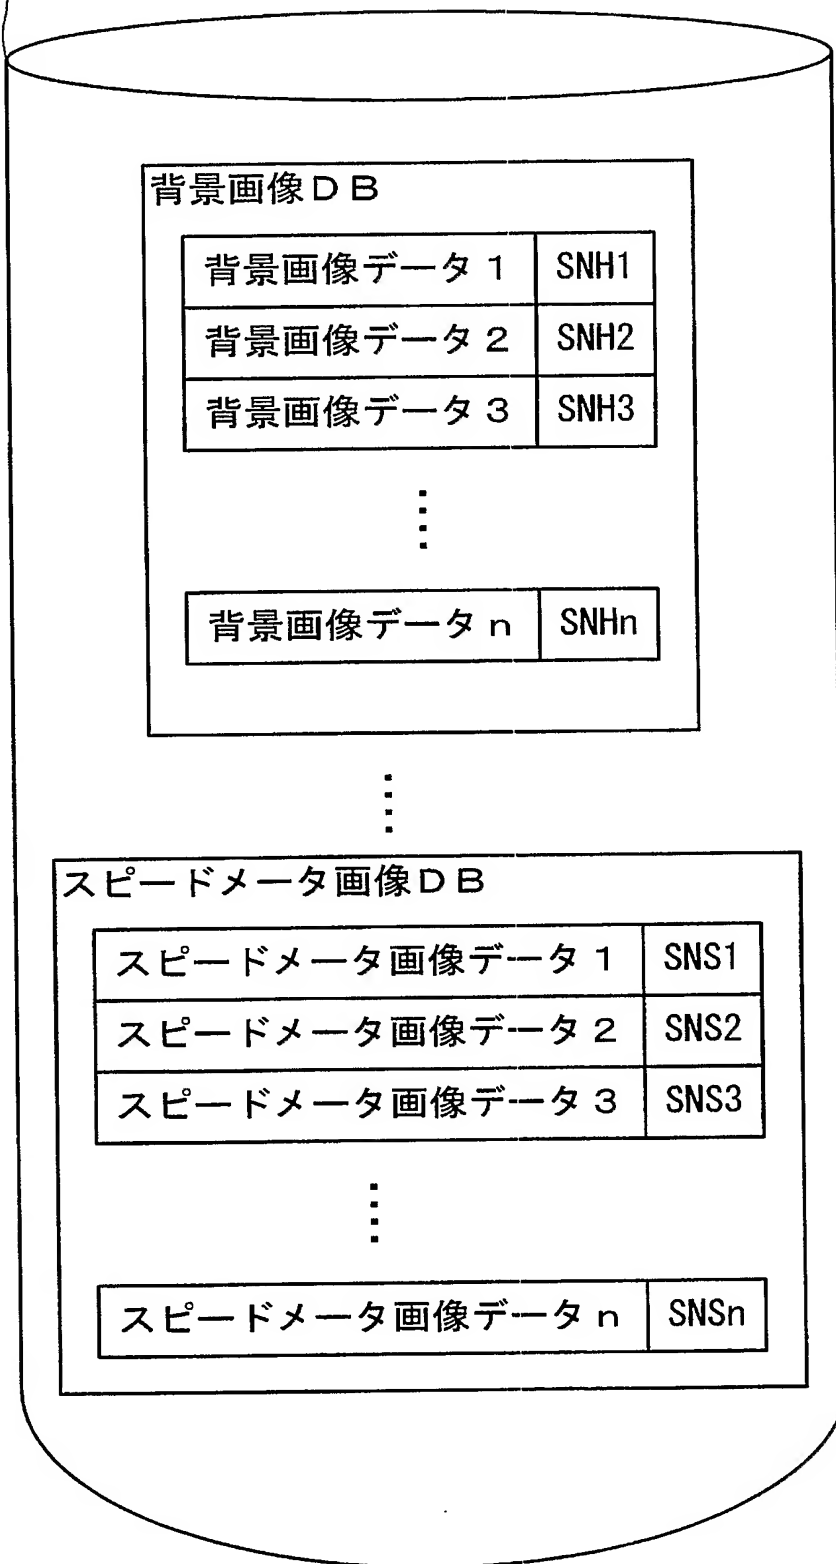 背景画像ＤＢ
背景画像データ１ SNH1
背景画像データ２ SNH2
背景画像データ３ SNH3
背景画像データｎ SNHn
スピードメータ画像ＤＢ
スピードメータ画像データ１ SNS1
スピードメータ画像データ２ SNS2
スピードメータ画像データ３ SNS3
スピードメータ画像データｎ SNSn